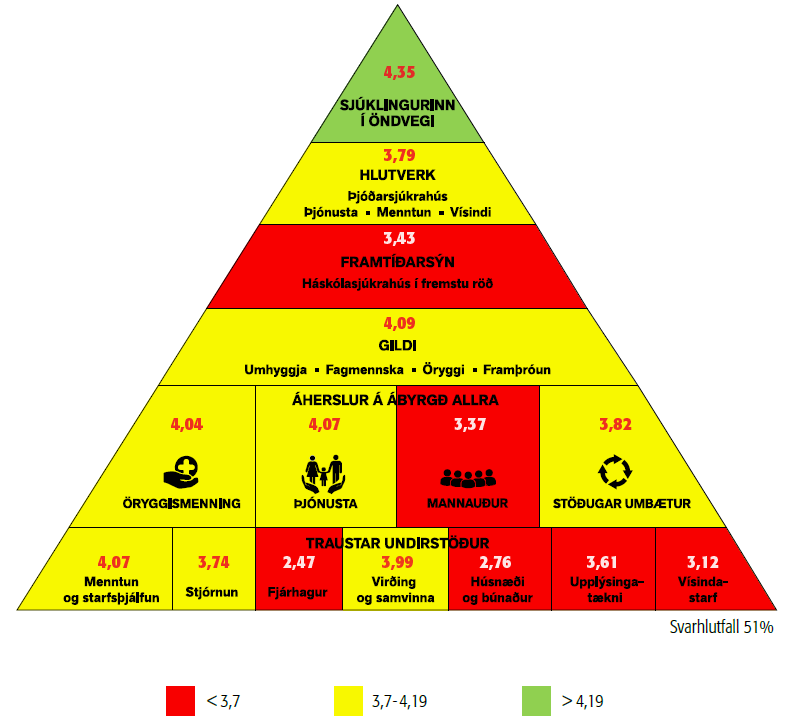 4,35
SJÚKLINGURINN
Í ÖNDVEGI
3,79
HLUTVERK
Þjóðarsjúkrahús
Þjónusta ▪ Menntun ▪ Vísindi
3,43
FRAMTÍÐARSÝN
Háskólasjúkrahús í fremstu röð
4,09
GILDI
Umhyggja ▪ Fagmennska ▪ Öryggi ▪ Framþróun
ÁHERSLUR Á ÁBYRGÐ ALLRA
4,04
ÖRYGGISMENNING
4,07
ÞJÓNUSTA
3,37
MANNAUÐUR
3,82
STÖÐUGAR UMBÆTUR
TRAUSTAR UNDIRSTÖÐUR
4,07
Menntun
og starfsþjálfun
3,74
Stjórnun
2,47
Fjárhagur
3,99
Virðing
og samvinna
2,76
Húsnæði
og búnaður
3,61
Upplýsinga-
tækni
3,12
Vísinda-
starf
Svarhlutfall 51%
< 3,7
3,7-4,19
> 4,19